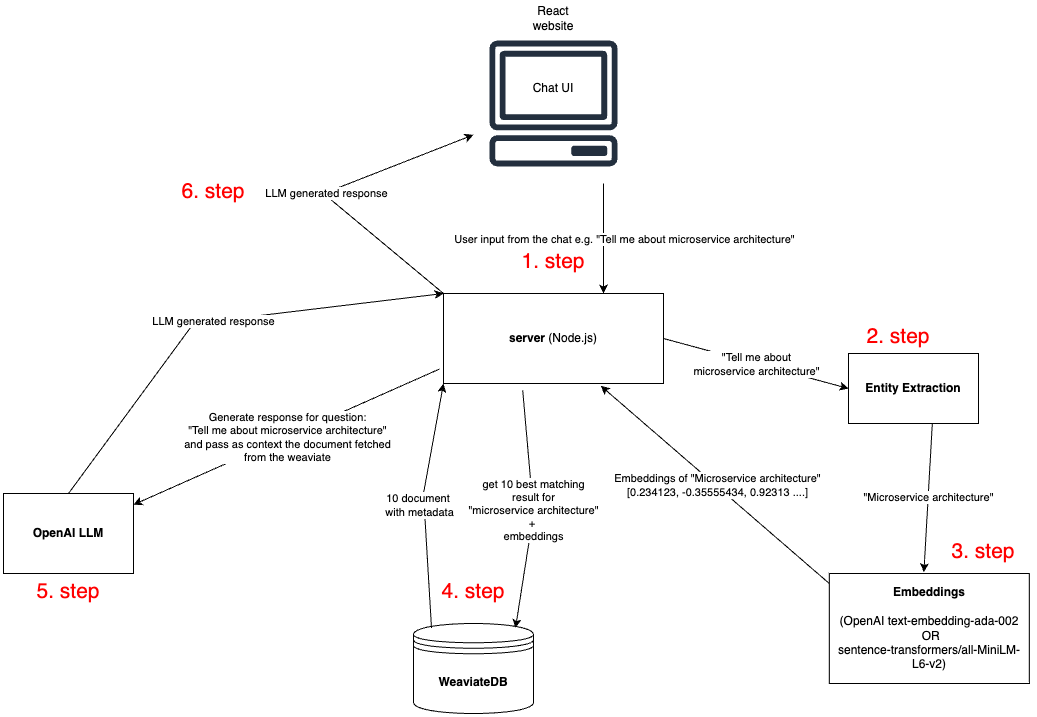 React
website
Chat UI
6. step
LLM generated response
User input from the chat e.g. "Tell me about microservice architecture"
1. step
LLM generated response
server (Node.js)
2. step
"Tell me about
microservice architecture"
Entity Extraction
Generate response for question:
"Tell me about microservice architecture"
and pass as context the document fetched
from the weaviate
Embeddings of "Microservice architecture"
[0.234123, -0.35555434, 0.92313 ....]
get 10 best matching
result for
"microservice architecture"
+
embeddings
10 document
with metadata
"Microservice architecture"
OpenAI LLM
5. step
3. step
4. step
Embeddings
(OpenAI text-embedding-ada-002
OR
sentence-transformers/all-MiniLM-
L6-v2)
WeaviateDB